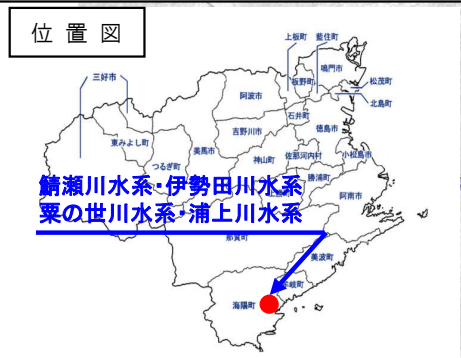 位置図
上板町 藍住町
三好市
鳴門市
板野町
松茂町
北島町
阿波市
石井町
徳島市
吉野川市
東みよし町
美馬市
つるぎ町
神山町
佐那河内村
小松島市
勝浦町
鯖瀬川水系・伊勢田川水系
粟の世川水系・浦上川水系
阿南市
那賀町
美波町
牟岐町
海陽町